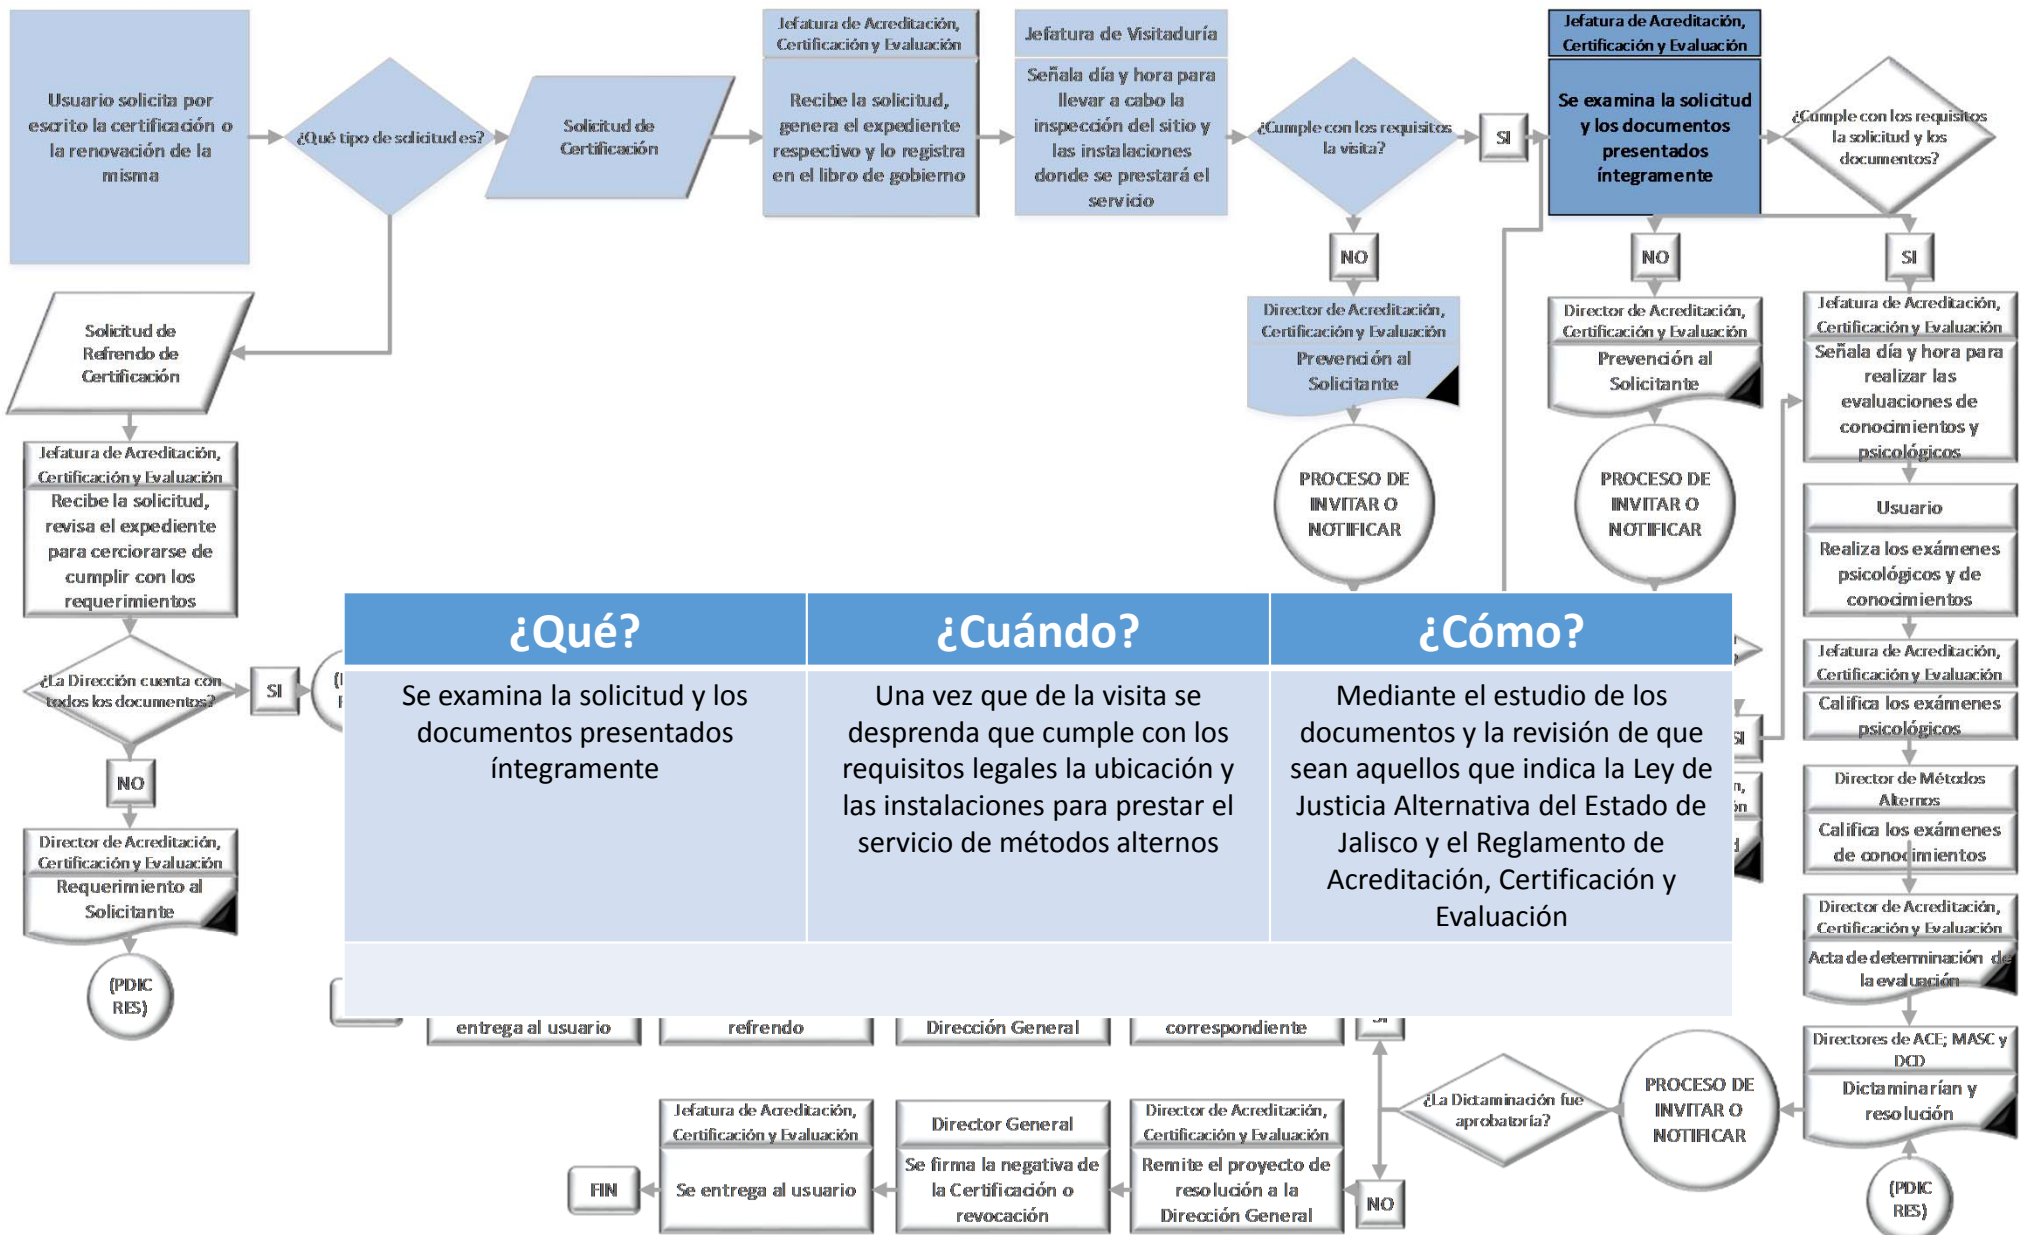 Usuario solicita por
escrito la certificación o
la renovación de la
misma
¿Qué tipo de solicitud es?
Solicitud de
Certificación
Jefatura de Acreditación,
Certificación y Evaluación
Recibe la solicitud,
genera el expediente
respectivo y lo registra
en el libro de gobierno
Jefatura de Visitaduría
Señala día y hora para
llevar a cabo la
inspección del sitio y
las instalaciones
donde se prestará el
servicio
¿Cumple con los requisitos
la visita?
SI
Jefatura de Acreditación,
Certificación y Evaluación
Se examina la solicitud
y los documentos
presentados
íntegramente
¿Cumple con los requisitos
la solicitud y los
documentos?
NO
NO
SI
Director de Acreditación,
Certificación y Evaluación
Prevención al
Solicitante
PROCESO DE
INVITAR O
NOTIFICAR
Director de Acreditación,
Certificación y Evaluación
Prevención al
Solicitante
PROCESO DE
INVITAR O
NOTIFICAR
Jefatura de Acreditación,
Certificación y Evaluación
Señala día y hora para
realizar las
evaluaciones de
conocimientos y
psicológicos
Usuario
Realiza los exámenes
psicológicos y de
conocimientos
Jefatura de Acreditación,
Certificación y Evaluación
Califica los exámenes
psicológicos
Director de Métodos
Alternos
Califica los exámenes
de conocimientos
Director de Acreditación,
Certificación y Evaluación
Acta de determinación de
la evaluación
Directores de ACE; MASC y
DCD
Dictaminarían y
resolución
(PDIC
RES)
Solicitud de
Refrendo de
Certificación
Jefatura de Acreditación,
Certificación y Evaluación
Recibe la solicitud,
revisa el expediente
para cerciorarse de
cumplir con los
requerimientos
¿La Dirección cuenta con
todos los documentos?
SI
NO
Director de Acreditación,
Certificación y Evaluación
Requerimiento al
Solicitante
(PDIC
RES)
¿Qué?
¿Cuándo?
¿Cómo?
Se examina la solicitud y los
documentos presentados
íntegramente
Una vez que de la visita se
desprenda que cumple con los
requisitos legales la ubicación y
las instalaciones para prestar el
servicio de métodos alternos
Mediante el estudio de los
documentos y la revisión de que
sean aquellos que indica la Ley de
Justicia Alternativa del Estado de
Jalisco y el Reglamento de
Acreditación, Certificación y
Evaluación
SI
entrega al usuario
refrendo
Dirección General
correspondiente
PROCESO DE
INVITAR O
NOTIFICAR
¿La Dictaminación fue
aprobatoría?
NO
Director de Acreditación,
Certificación y Evaluación
Remite el proyecto de
resolución a la
Dirección General
Director General
Se firma la negativa de
la Certificación o
revocación
Jefatura de Acreditación,
Certificación y Evaluación
Se entrega al usuario
FIN